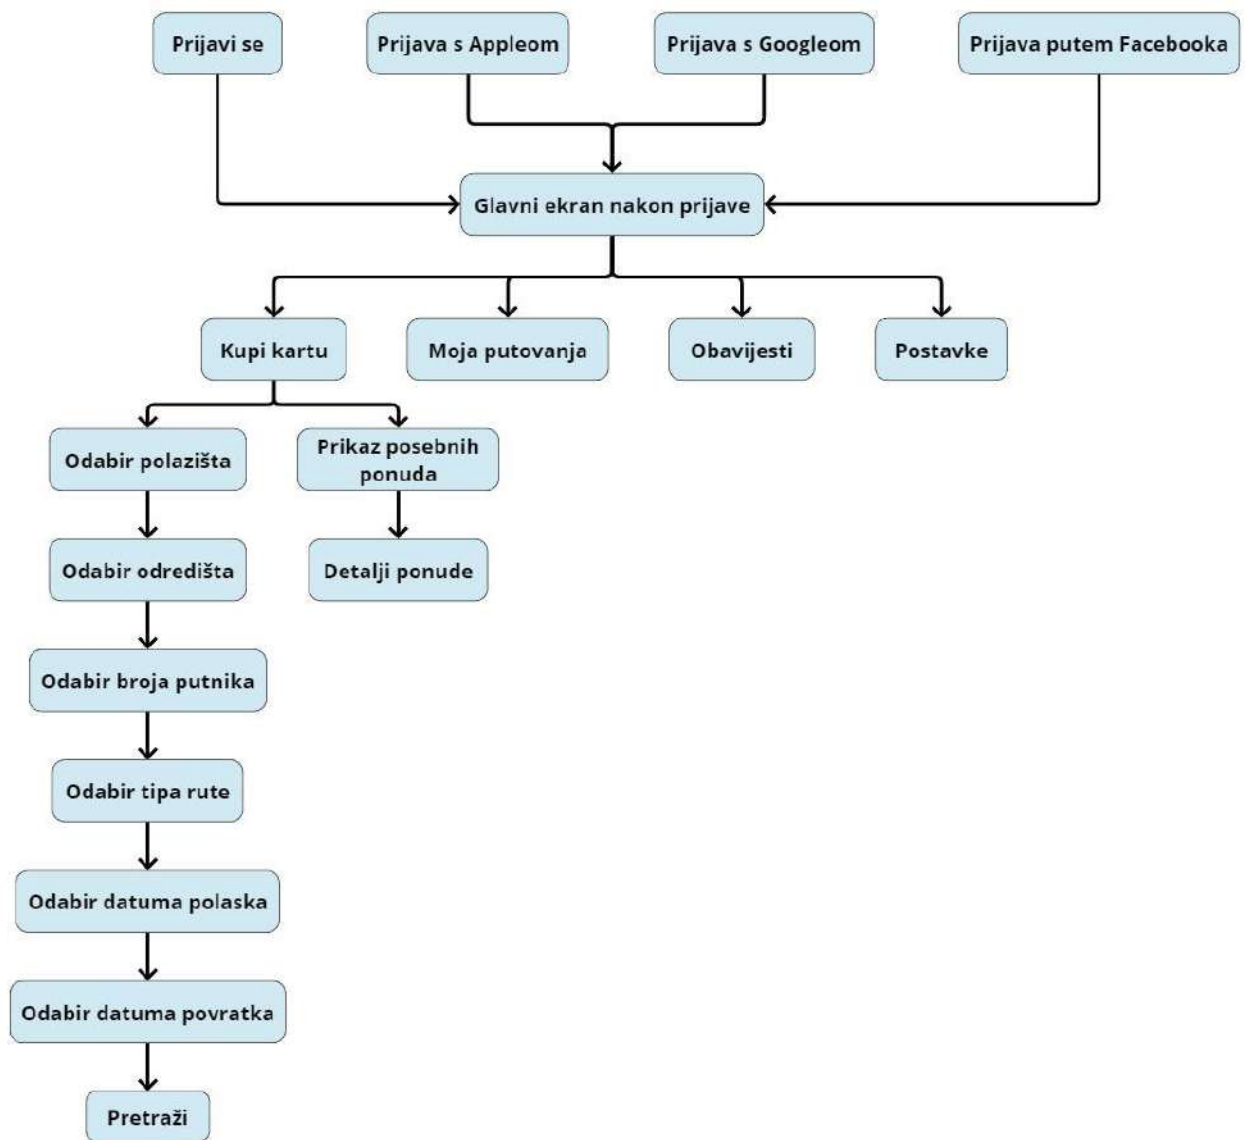 Prijavi se
Prijava s Appleom
Prijava s Googleom
Prijava putem Facebooka
Glavni ekran nakon prijave
Kupi kartu
Moja putovanja
Obavijesti
Postavke
Odabir polazišta
Prikaz posebnih
ponuda
Odabir odredišta
Detalji ponude
Odabir broja putnika
Odabir tipa rute
Odabir datuma polaska
Odabir datuma povratka
Pretraži